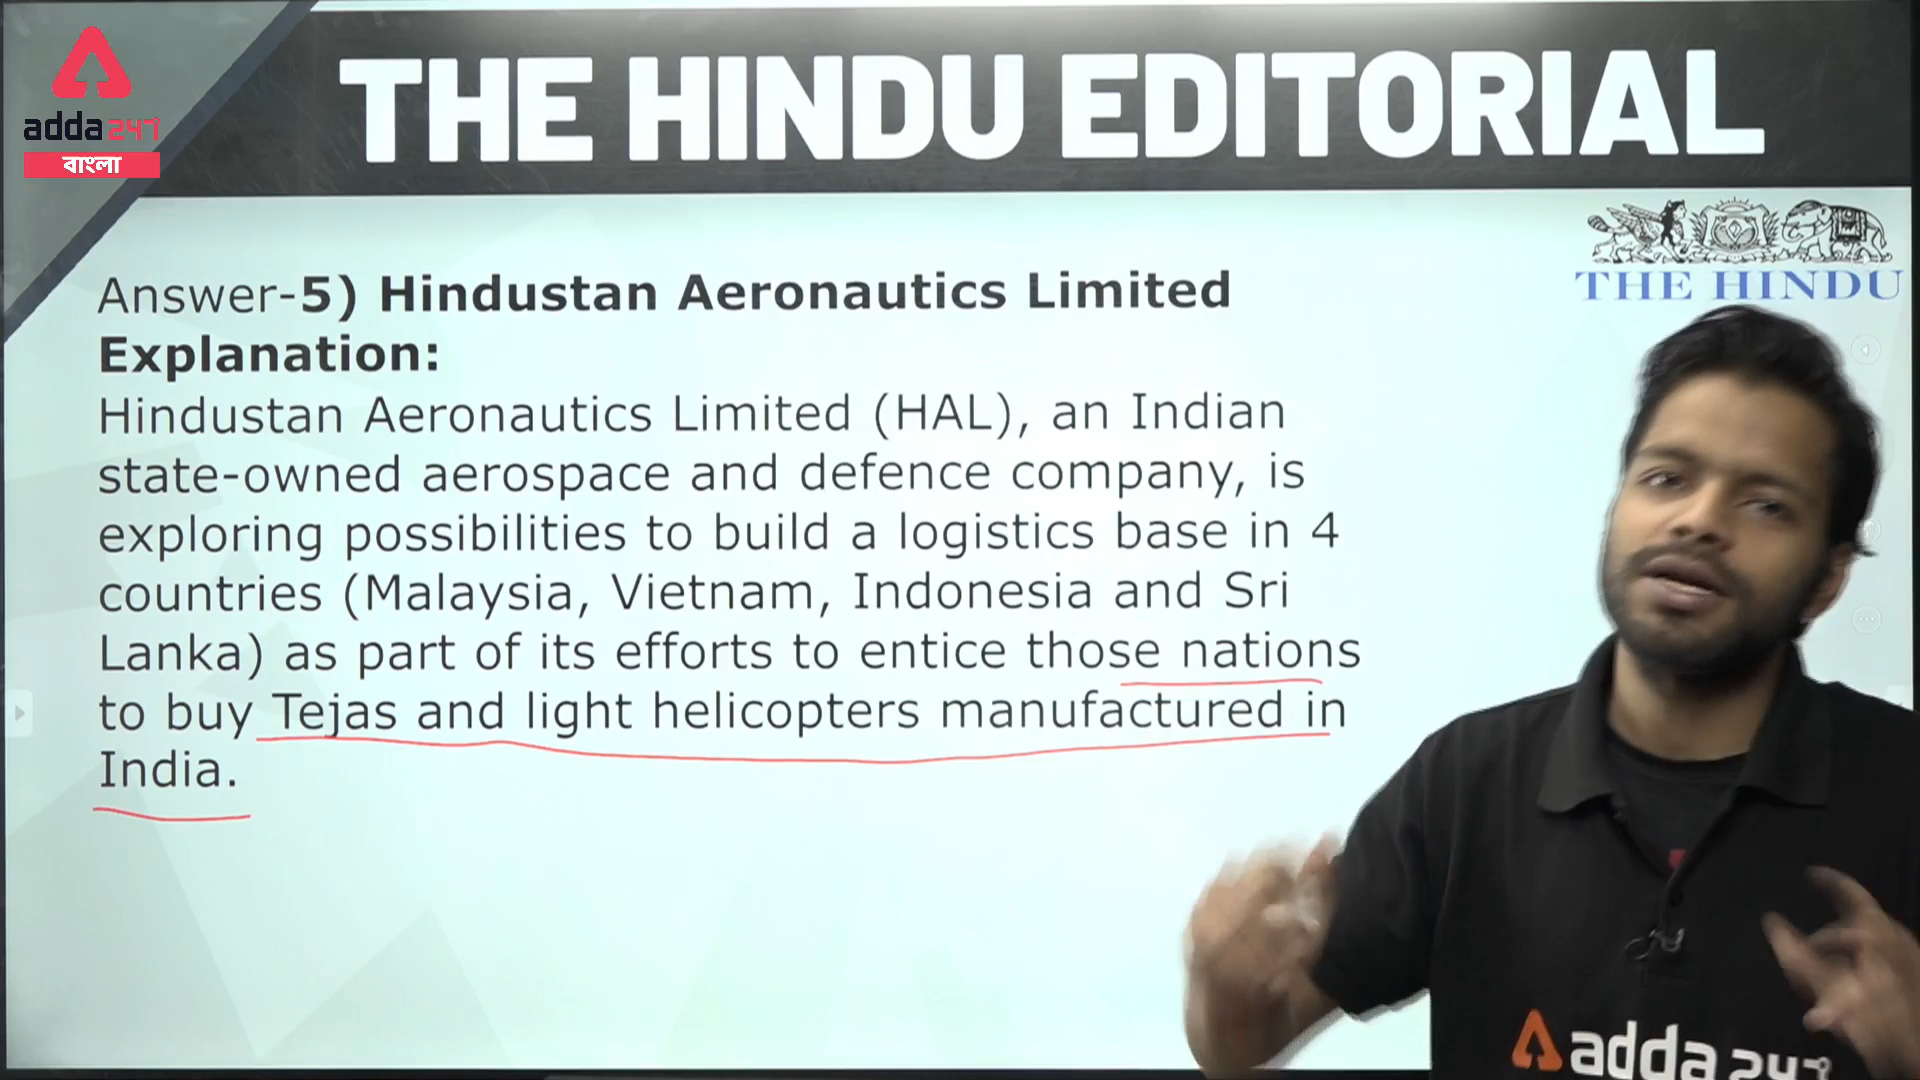 adda247
বাংলা
THE HINDU EDITORIAL
THE HINDU
Answer-5) Hindustan Aeronautics Limited
Explanation:
Hindustan Aeronautics Limited (HAL), an Indian
state-owned aerospace and defence company, is
exploring possibilities to build a logistics base in 4
countries (Malaysia, Vietnam, Indonesia and Sri
Lanka) as part of its efforts to entice those nations
to buy Tejas and light helicopters manufactured in
India.
adda247